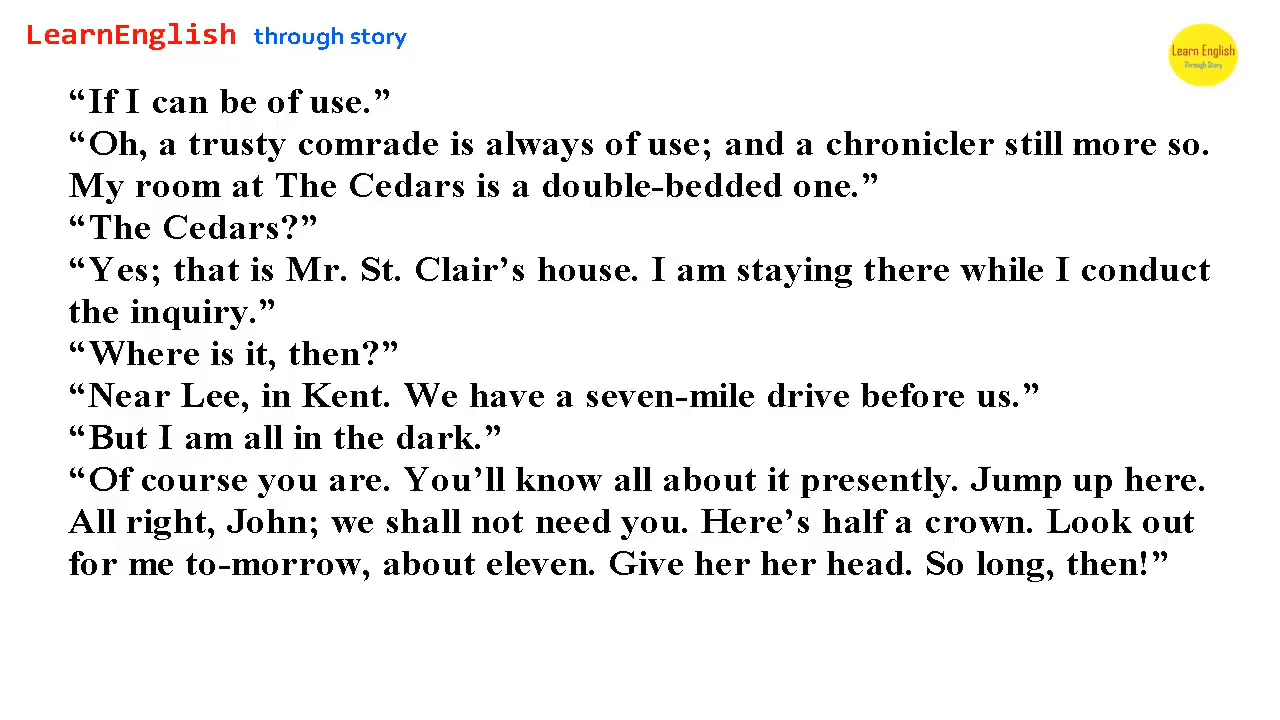 LearnEnglish through story
Learn English
Through Story
“If I can be of use.”
“Oh, a trusty comrade is always of use; and a chronicler still more so.
My room at The Cedars is a double-bedded one.”
“The Cedars?”
“Yes; that is Mr. St. Clair’s house. I am staying there while I conduct
the inquiry.”
“Where is it, then?”
“Near Lee, in Kent. We have a seven-mile drive before us.”
“But I am all in the dark.”
“Of course you are. You’ll know all about it presently. Jump up here.
All right, John; we shall not need you. Here’s half a crown. Look out
for me to-morrow, about eleven. Give her her head. So long, then!”